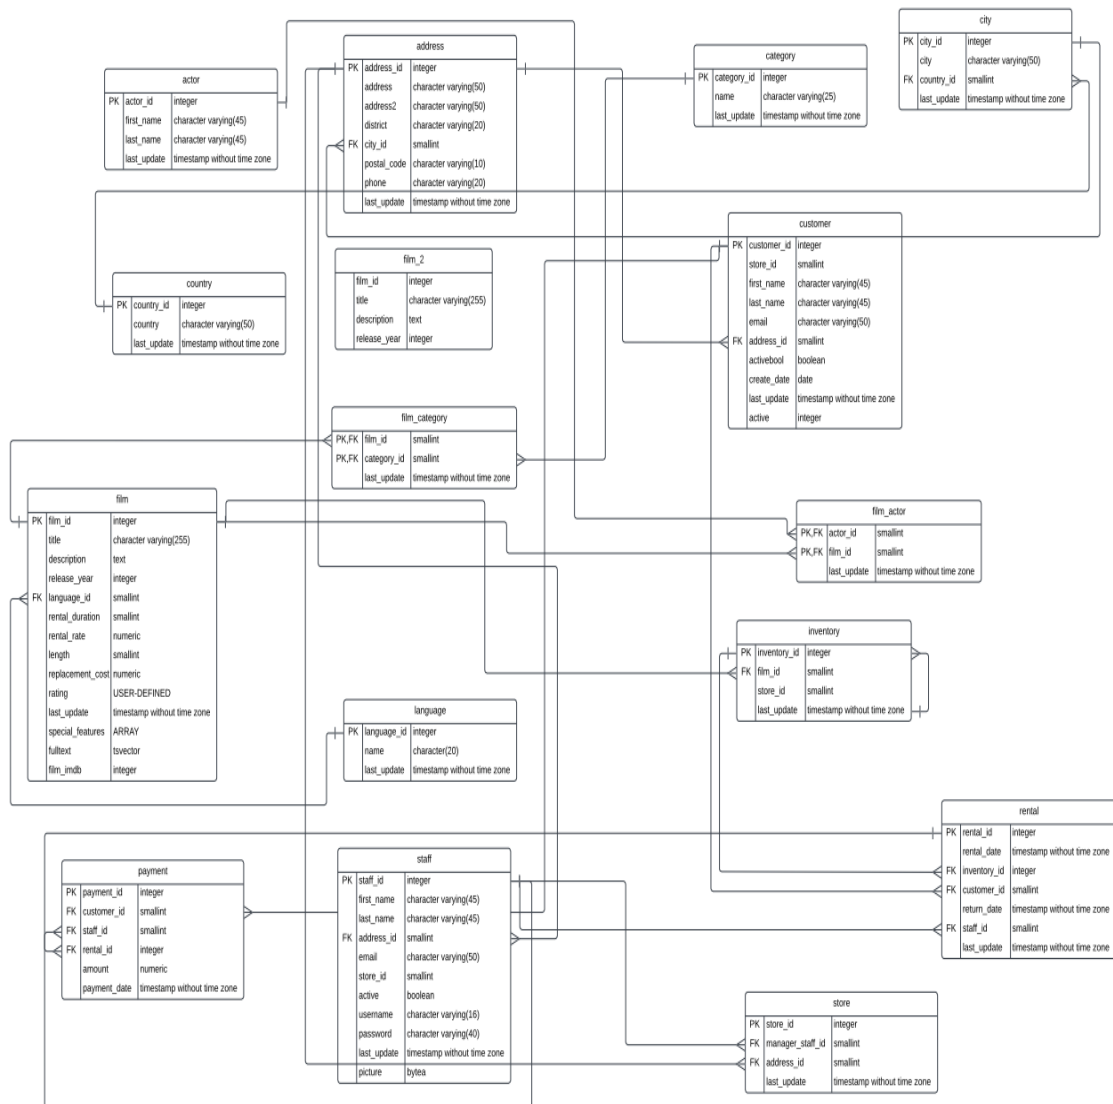 actor
PK actor_id integer
first_name character varying(45)
last_name character varying(45)
last_update timestamp without time zone
address
PK address_id integer
address character varying(50)
address2 character varying(50)
district character varying(20)
FK city_id smallint
postal_code character varying(10)
phone character varying(20)
last_update timestamp without time zone
category
PK category_id integer
name character varying(25)
last_update timestamp without time zone
city
PK city_id integer
city character varying(50)
FK country_id smallint
last_update timestamp without time zone
country
PK country_id integer
country character varying(50)
last_update timestamp without time zone
film_2
film_id integer
title character varying(255)
description text
release_year integer
customer
PK customer_id integer
store_id smallint
first_name character varying(45)
last_name character varying(45)
email character varying(50)
FK address_id smallint
activebool boolean
create_date date
last_update timestamp without time zone
active integer
film_category
PK,FK film_id smallint
PK,FK category_id smallint
last_update timestamp without time zone
film
PK film_id integer
title character varying(255)
description text
release_year integer
FK language_id smallint
rental_duration smallint
rental_rate numeric
length smallint
replacement_cost numeric
rating USER-DEFINED
last_update timestamp without time zone
special_features ARRAY
fulltext tsvector
film_imdb integer
film_actor
PK,FK actor_id smallint
PK,FK film_id smallint
last_update timestamp without time zone
inventory
PK inventory_id integer
FK film_id smallint
store_id smallint
last_update timestamp without time zone
language
PK language_id integer
name character(20)
last_update timestamp without time zone
rental
PK rental_id integer
rental_date timestamp without time zone
FK inventory_id integer
FK customer_id smallint
return_date timestamp without time zone
FK staff_id smallint
last_update timestamp without time zone
payment
PK payment_id integer
FK customer_id smallint
FK staff_id smallint
FK rental_id integer
amount numeric
payment_date timestamp without time zone
staff
PK staff_id integer
first_name character varying(45)
last_name character varying(45)
FK address_id smallint
email character varying(50)
store_id smallint
active boolean
username character varying(16)
password character varying(40)
last_update timestamp without time zone
picture bytea
store
PK store_id integer
FK manager_staff_id smallint
FK address_id smallint
last_update timestamp without time zone